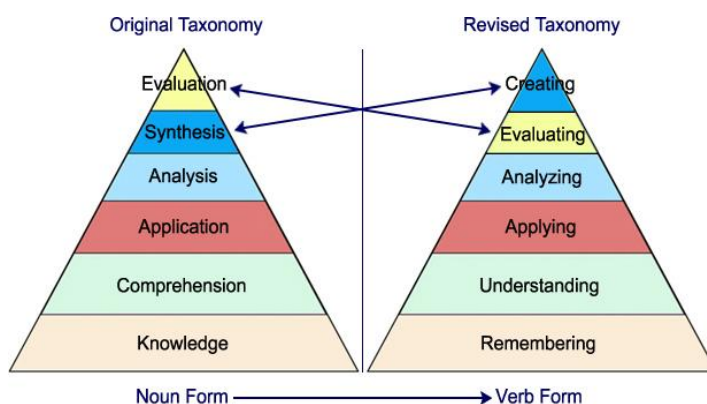 Original Taxonomy
Revised Taxonomy
Evaluation
Synthesis
Analysis
Application
Comprehension
Knowledge
Creating
Evaluating
Analyzing
Applying
Understanding
Remembering
Noun Form
Verb Form